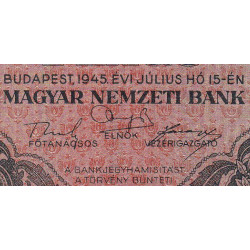 BUDAPEST, 1945. ÉVI JÚLIUS HÓ 15-ÉN
MAGYAR NEMZETI BANK
ELNÖK
FŐTANÁCSOS VEZÉRIGAZGATÓ
A BANKJEGYHAMISÍTÁST
A TÖRVÉNY BÜNTETI